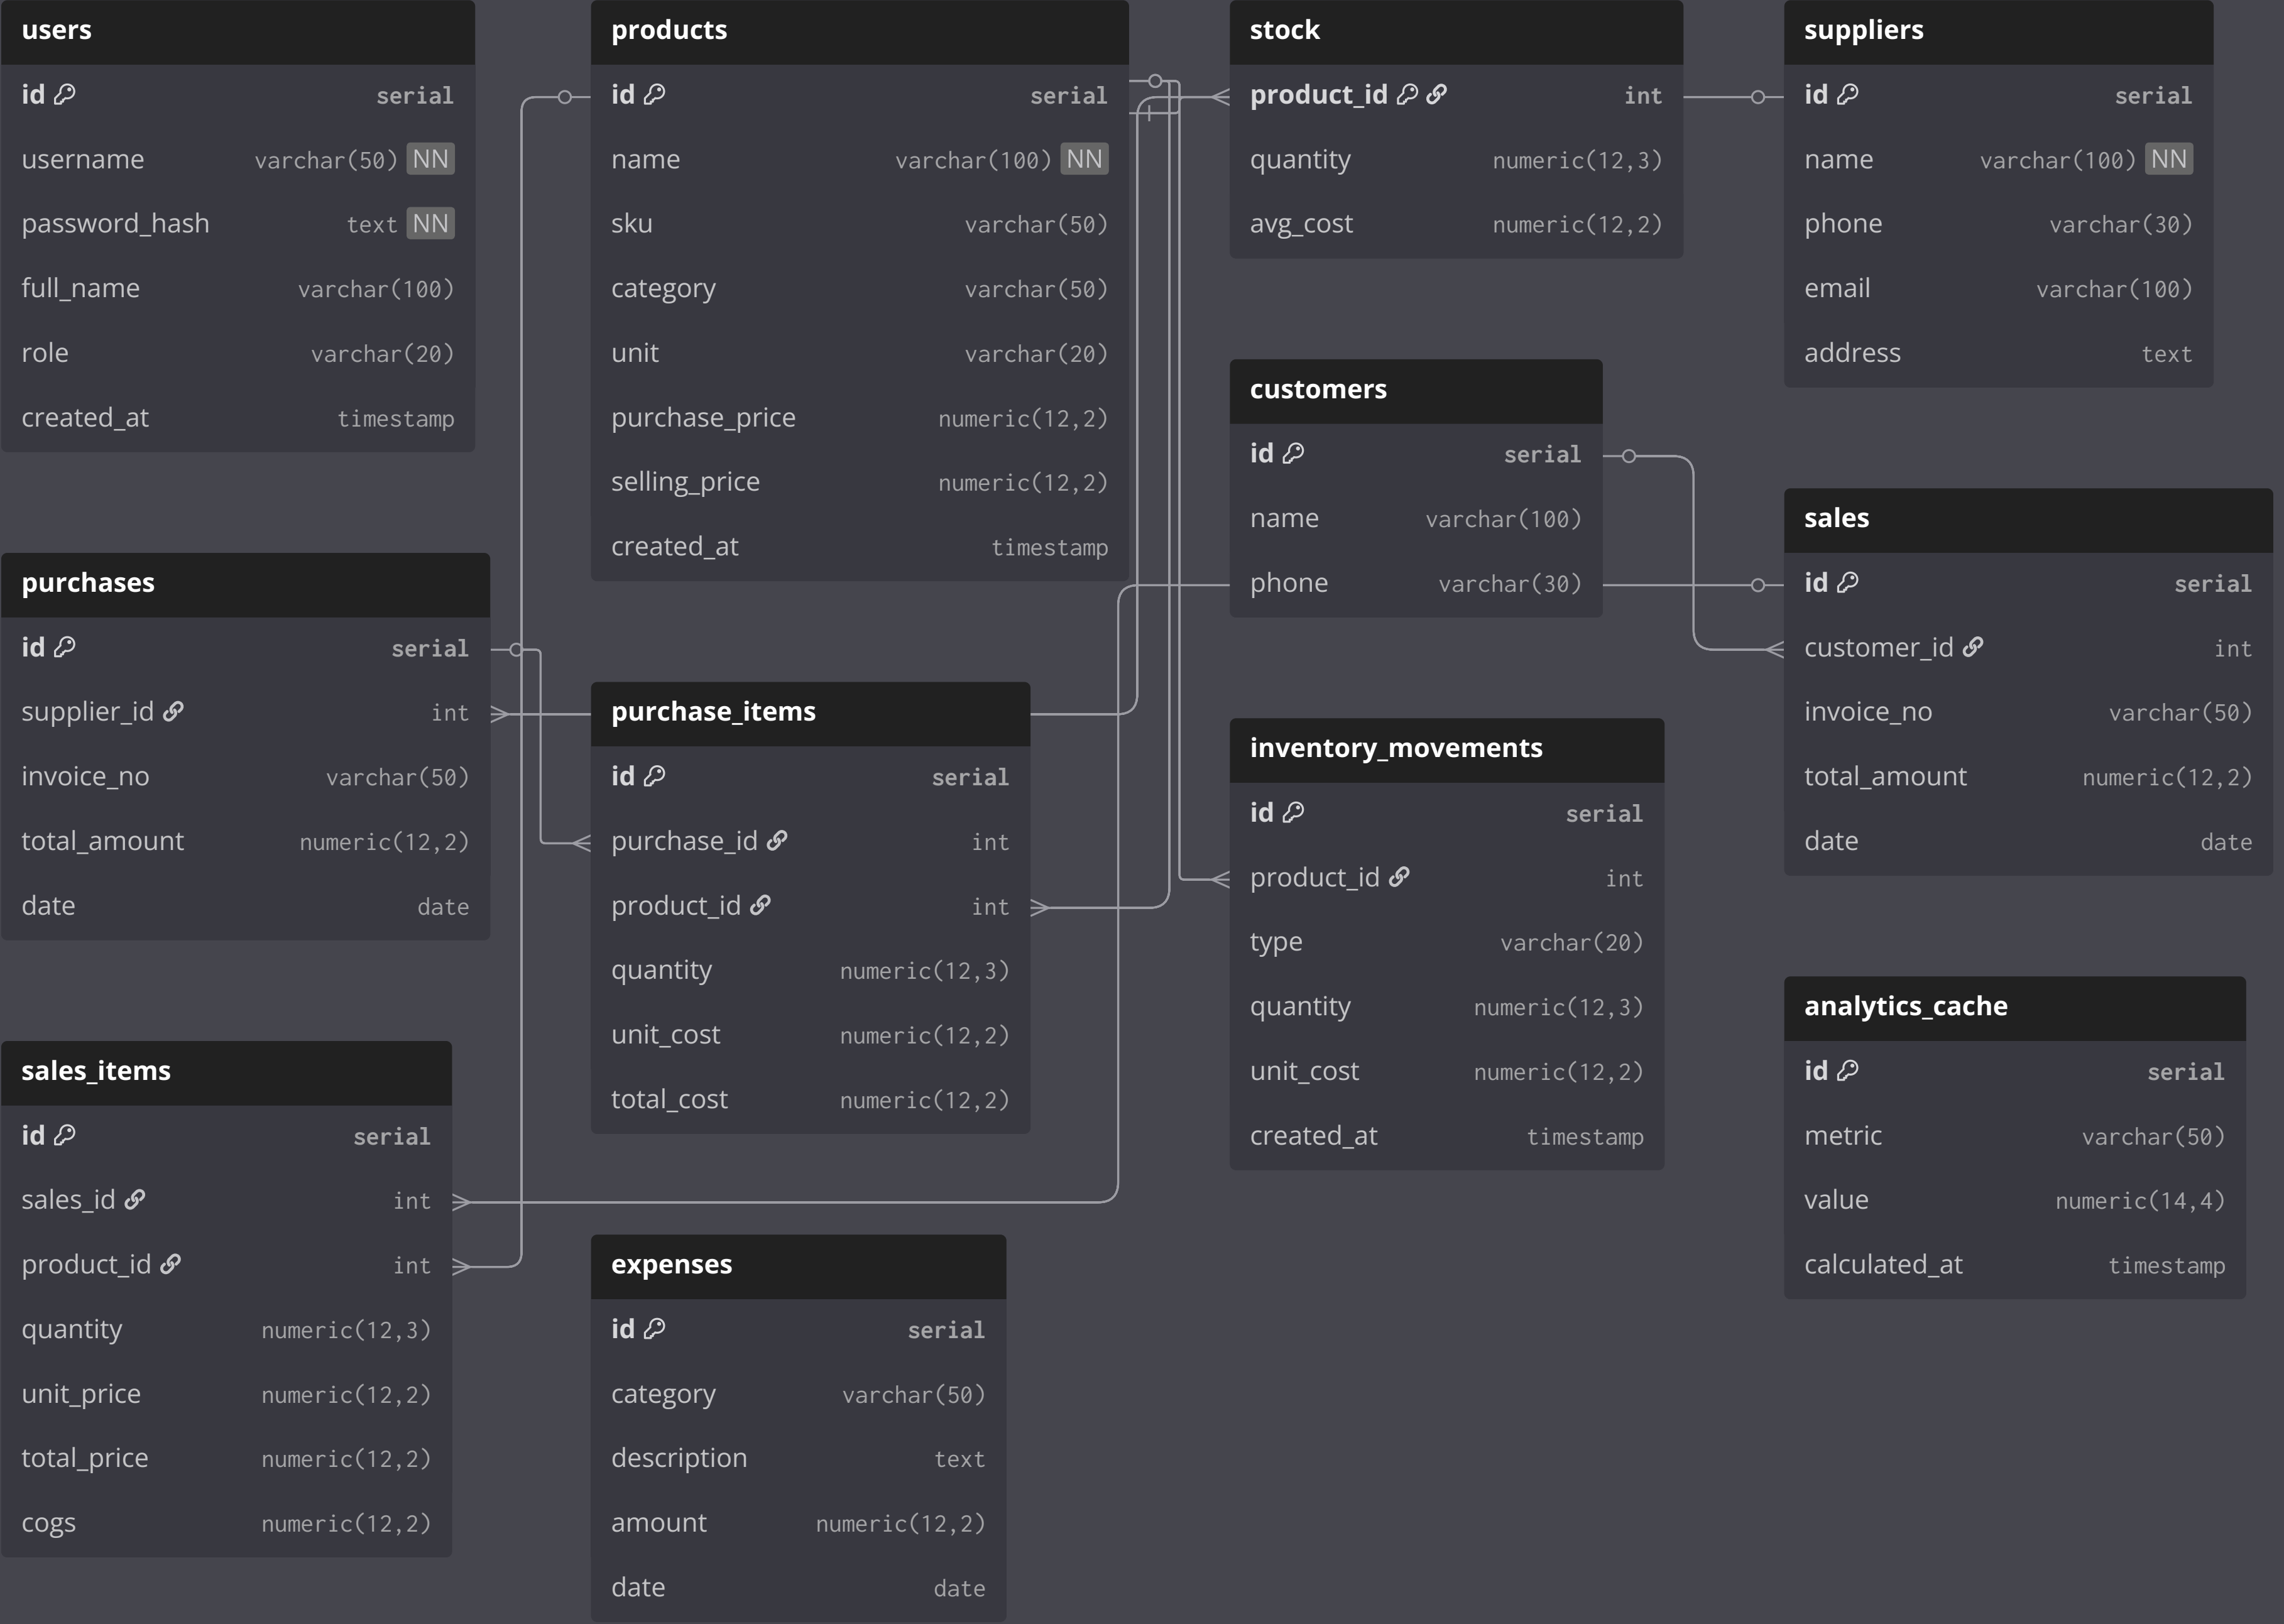 users
id serial
username varchar(50) NN
password_hash text NN
full_name varchar(100)
role varchar(20)
created_at timestamp
products
id serial
name varchar(100) NN
sku varchar(50)
category varchar(50)
unit varchar(20)
purchase_price numeric(12,2)
selling_price numeric(12,2)
created_at timestamp
stock
product_id int
quantity numeric(12,3)
avg_cost numeric(12,2)
suppliers
id serial
name varchar(100) NN
phone varchar(30)
email varchar(100)
address text
customers
id serial
name varchar(100)
phone varchar(30)
sales
id serial
customer_id int
invoice_no varchar(50)
total_amount numeric(12,2)
date date
purchases
id serial
supplier_id int
invoice_no varchar(50)
total_amount numeric(12,2)
date date
purchase_items
id serial
purchase_id int
product_id int
quantity numeric(12,3)
unit_cost numeric(12,2)
total_cost numeric(12,2)
inventory_movements
id serial
product_id int
type varchar(20)
quantity numeric(12,3)
unit_cost numeric(12,2)
created_at timestamp
analytics_cache
id serial
metric varchar(50)
value numeric(14,4)
calculated_at timestamp
sales_items
id serial
sales_id int
product_id int
quantity numeric(12,3)
unit_price numeric(12,2)
total_price numeric(12,2)
cogs numeric(12,2)
expenses
id serial
category varchar(50)
description text
amount numeric(12,2)
date date